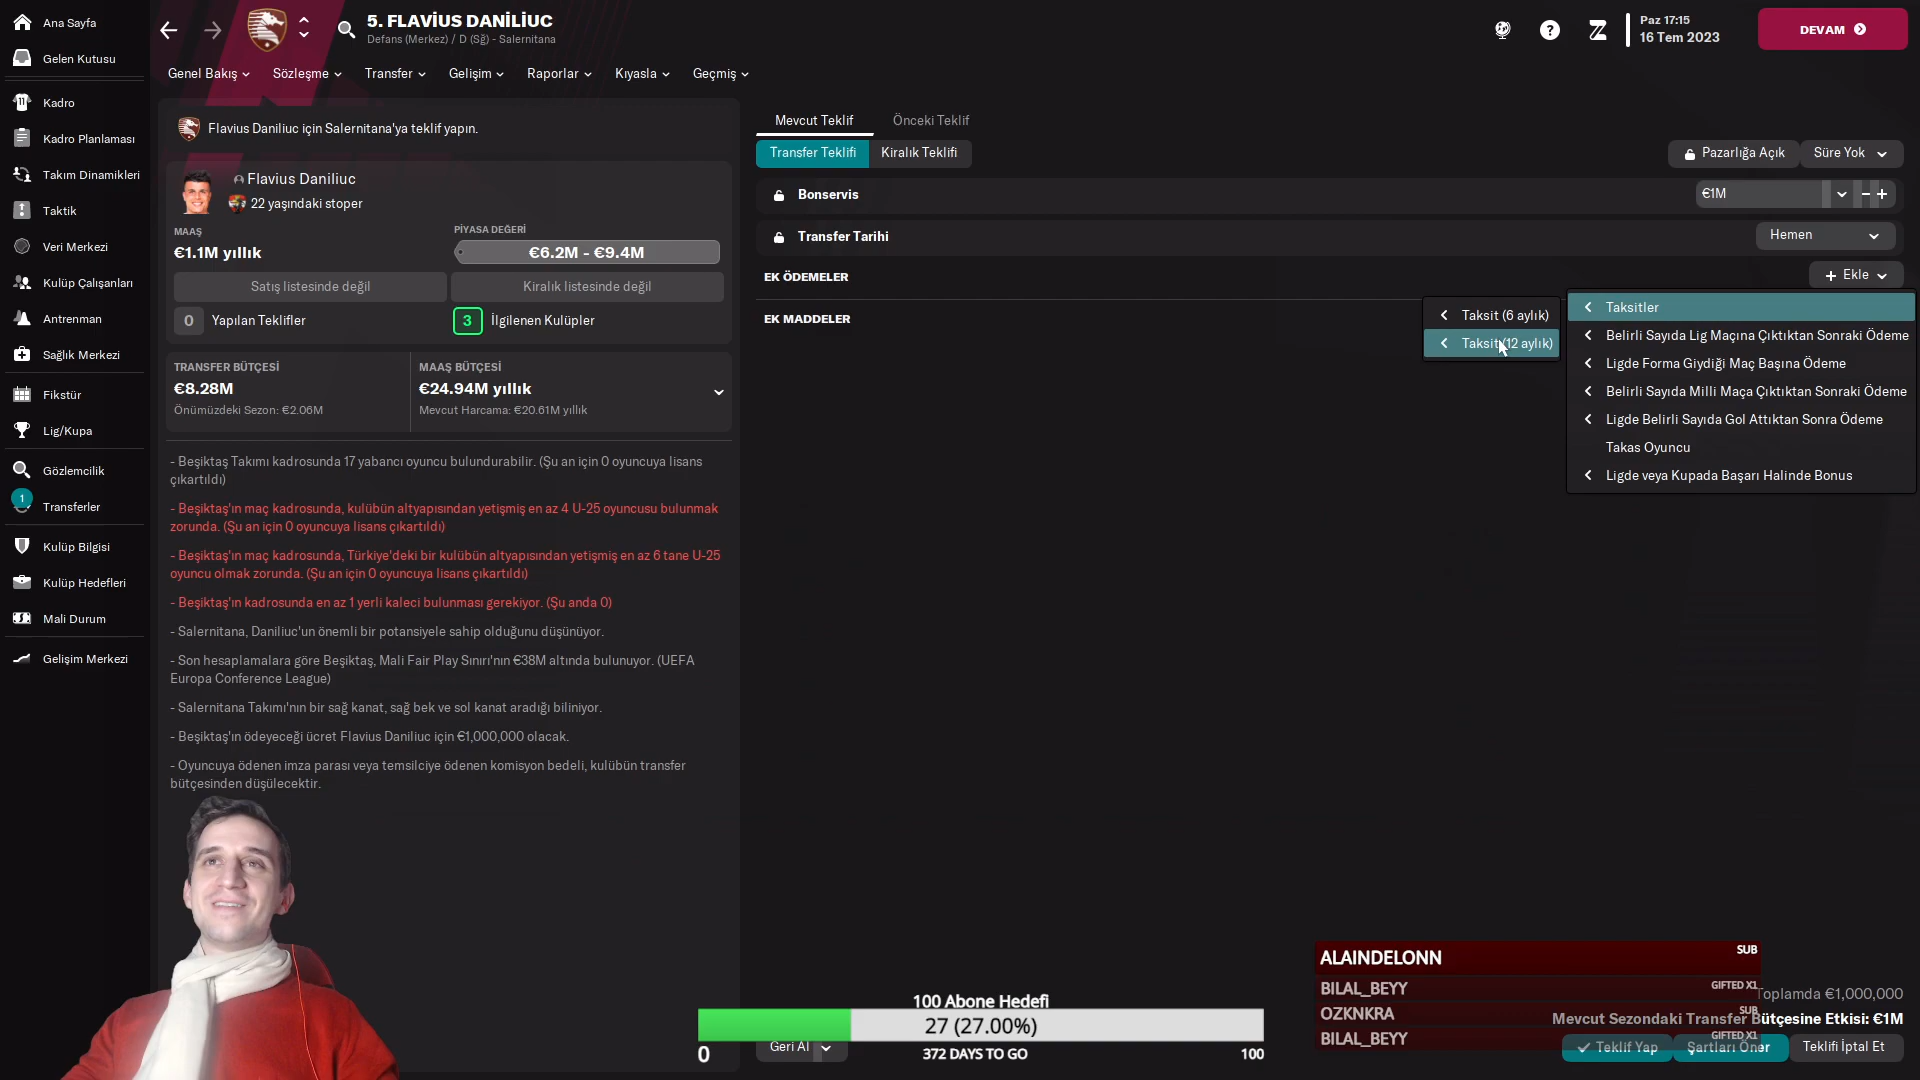 Ana Sayfa
Gelen Kutusu
Kadro
Kadro Planlaması
Takım Dinamikleri
Taktik
Veri Merkezi
Kulüp Çalışanları
Antrenman
Sağlık Merkezi
Fikstür
Lig/Kupa
Gözlemcilik
1
Transferler
Kulüp Bilgisi
Kulüp Hedefleri
Mali Durum
Gelişim Merkezi
5. FLAVİUS DANİLİUC
Defans (Merkez) / D (Sğ) - Salernitana
Paz 17:15
16 Tem 2023
DEVAM
Genel Bakış
Sözleşme
Transfer
Gelişim
Raporlar
Kıyasla
Geçmiş
Flavius Daniliuc için Salernitana'ya teklif yapın.
Flavius Daniliuc
22 yaşındaki stoper
MAAŞ
€1.1M yıllık
PİYASA DEĞERİ
€6.2M - €9.4M
Satış listesinde değil
Kiralık listesinde değil
0 Yapılan Teklifler
3 İlgilenen Kulüpler
TRANSFER BÜTÇESİ
€8.28M
Önümüzdeki Sezon: €2.06M
MAAŞ BÜTÇESİ
€24.94M yıllık
Mevcut Harcama: €20.61M yıllık
- Beşiktaş Takımı kadrosunda 17 yabancı oyuncu bulundurabilir. (Şu an için 0 oyuncuya lisans
çıkartıldı)
- Beşiktaş'ın maç kadrosunda, kulübün altyapısından yetişmiş en az 4 U-25 oyuncusu bulunmak
zorunda. (Şu an için 0 oyuncuya lisans çıkartıldı)
- Beşiktaş'ın maç kadrosunda, Türkiye'deki bir kulübün altyapısından yetişmiş en az 6 tane U-25
oyuncu olmak zorunda. (Şu an için 0 oyuncuya lisans çıkartıldı)
- Beşiktaş'ın kadrosunda en az 1 yerli kaleci bulunması gerekiyor. (Şu anda 0)
- Salernitana, Daniliuc'un önemli bir potansiyele sahip olduğunu düşünüyor.
- Son hesaplamalara göre Beşiktaş, Mali Fair Play Sınırı'nın €38M altında bulunuyor. (UEFA
Europa Conference League)
- Salernitana Takımı'nın bir sağ kanat, sağ bek ve sol kanat aradığı biliniyor.
- Beşiktaş'ın ödeyeceği ücret Flavius Daniliuc için €1,000,000 olacak.
- Oyuncuya ödenen imza parası veya temsilciye ödenen komisyon bedeli, kulübün transfer
bütçesinden düşülecektir.
Mevcut Teklif
Önceki Teklif
Transfer Teklifi
Kiralık Teklifi
Pazarlığa Açık
Süre Yok
Bonservis
€1M
Transfer Tarihi
Hemen
EK ÖDEMELER
Ekle
EK MADDELER
Taksit (6 aylık)
Taksit (12 aylık)
Taksitler
Belirli Sayıda Lig Maçına Çıktıktan Sonraki Ödeme
Ligde Forma Giydiği Maç Başına Ödeme
Belirli Sayıda Milli Maça Çıktıktan Sonraki Ödeme
Ligde Belirli Sayıda Gol Attıktan Sonra Ödeme
Takas Oyuncu
Ligde veya Kupada Başarı Halinde Bonus
100 Abone Hedefi
27 (27.00%)
0
372 DAYS TO GO
100
Geri Al
ALAINDELONN SUB
BILAL_BEYY GIFTED X1
OZKNKRA SUB
BILAL_BEYY GIFTED X1
Toplamda €1,000,000
Mevcut Sezondaki Transfer Bütçesine Etkisi: €1M
Teklif Yap
Şartları Öner
Teklifi İptal Et